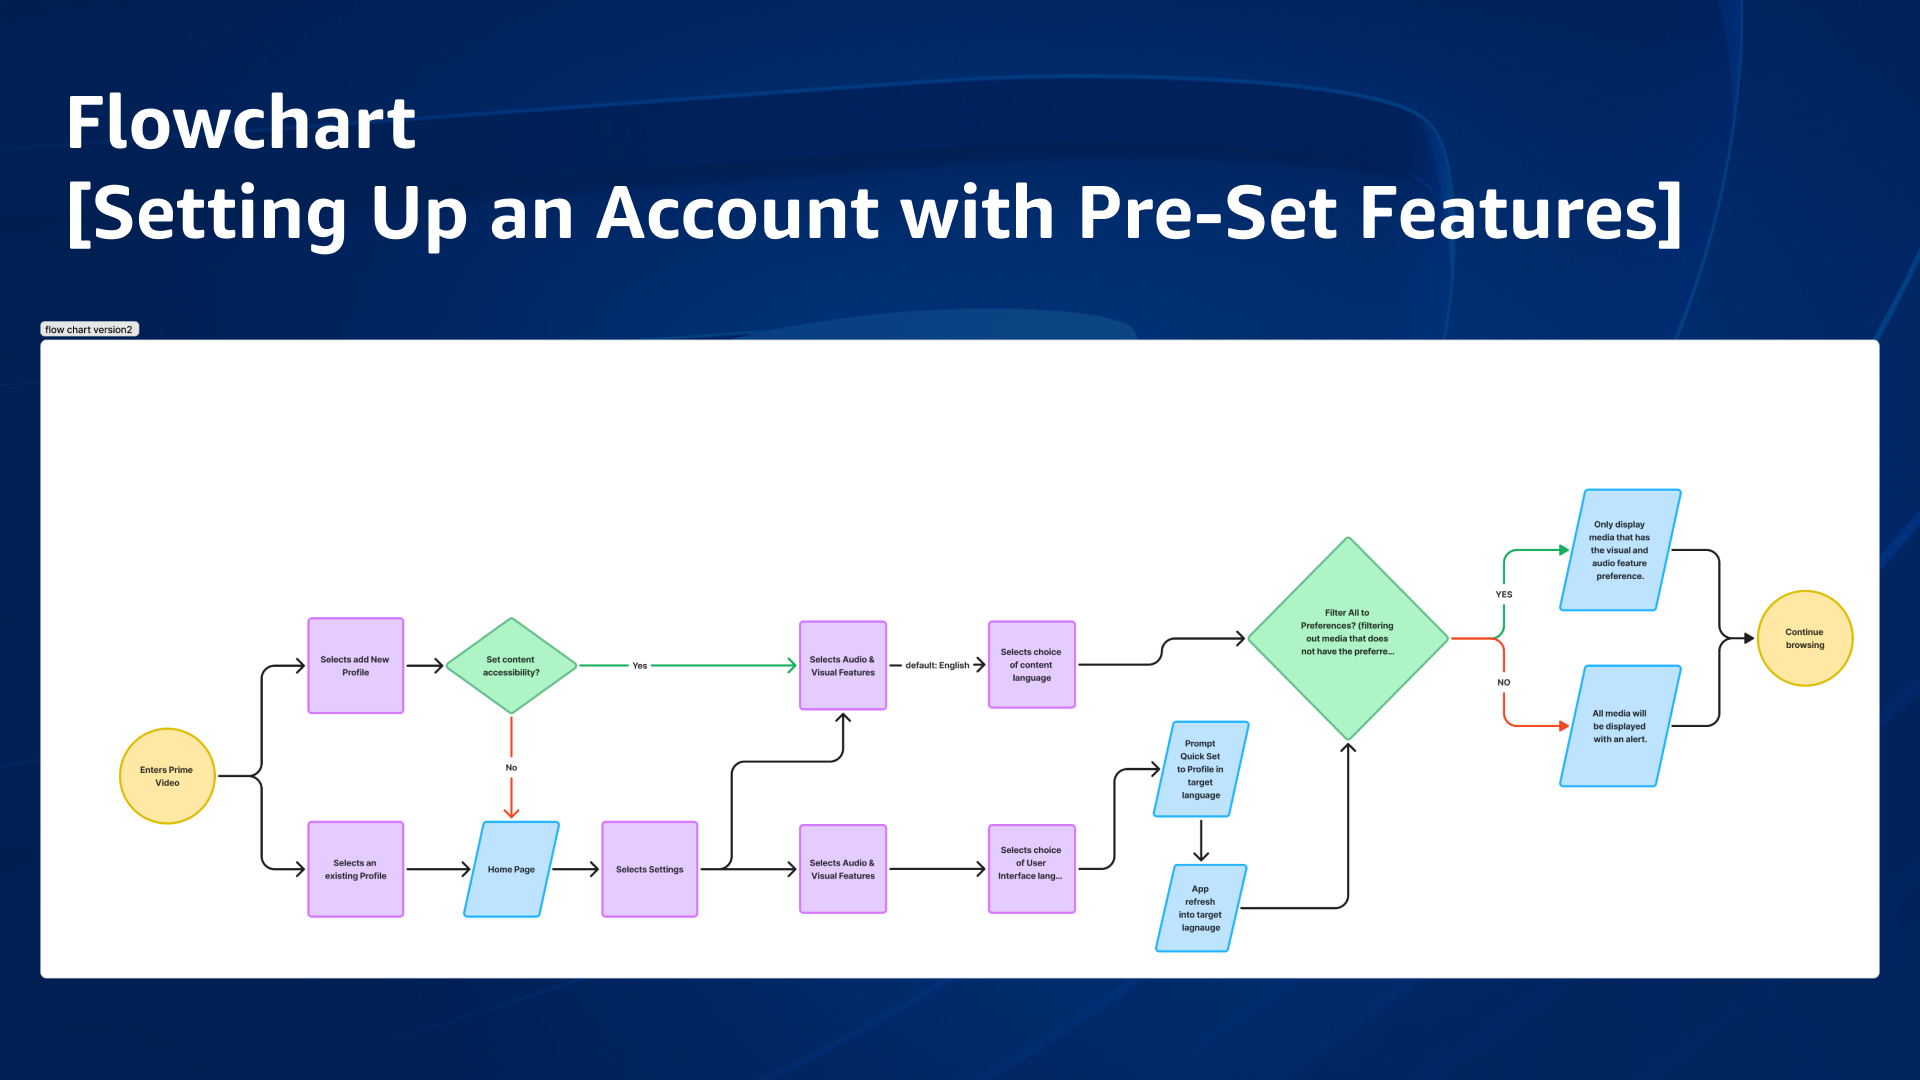 Flowchart
[Setting Up an Account with Pre-Set Features]
flow chart version2
Enters Prime
Video
Selects add New
Profile
Set content
accessibility?
Yes
No
Selects an
existing Profile
Home Page
Selects Settings
Selects Audio &
Visual Features
default: English
Selects choice
of content
language
Selects Audio &
Visual Features
Selects choice
of User
Interface lang...
Prompt
Quick Set
to Profile in
target
language
App
refresh
into target
lagnauge
Filter All to
Preferences? (filtering
out media that does
not have the preferre...
YES
NO
Only display
media that has
the visual and
audio feature
preference.
All media will
be displayed
with an alert.
Continue
browsing